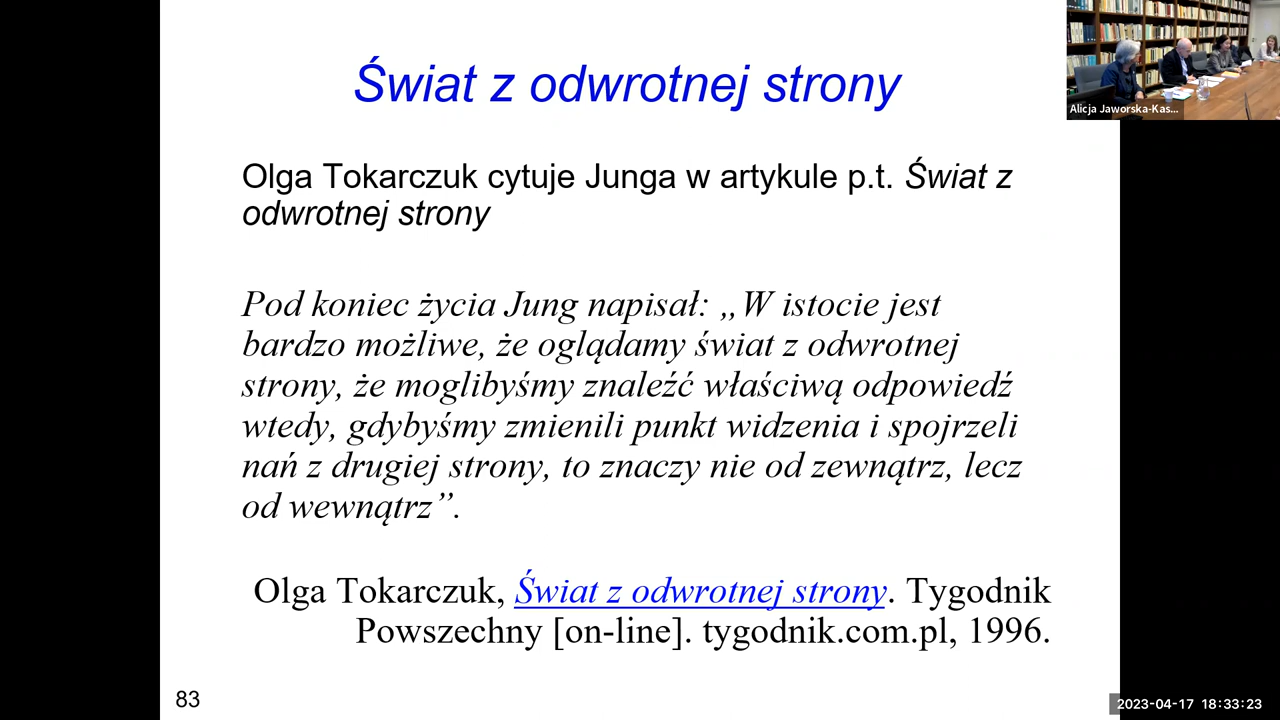 Świat z odwrotnej strony
Alicja Jaworska-Kas...
Olga Tokarczuk cytuje Junga w artykule p.t. Świat z
odwrotnej strony
Pod koniec życia Jung napisał: „W istocie jest
bardzo możliwe, że oglądamy świat z odwrotnej
strony, że moglibyśmy znaleźć właściwą odpowiedź
wtedy, gdybyśmy zmienili punkt widzenia i spojrzeli
nań z drugiej strony, to znaczy nie od zewnątrz, lecz
od wewnątrz”.
Olga Tokarczuk, Świat z odwrotnej strony. Tygodnik
Powszechny [on-line]. tygodnik.com.pl, 1996.
83
2023-04-17 18:33:23